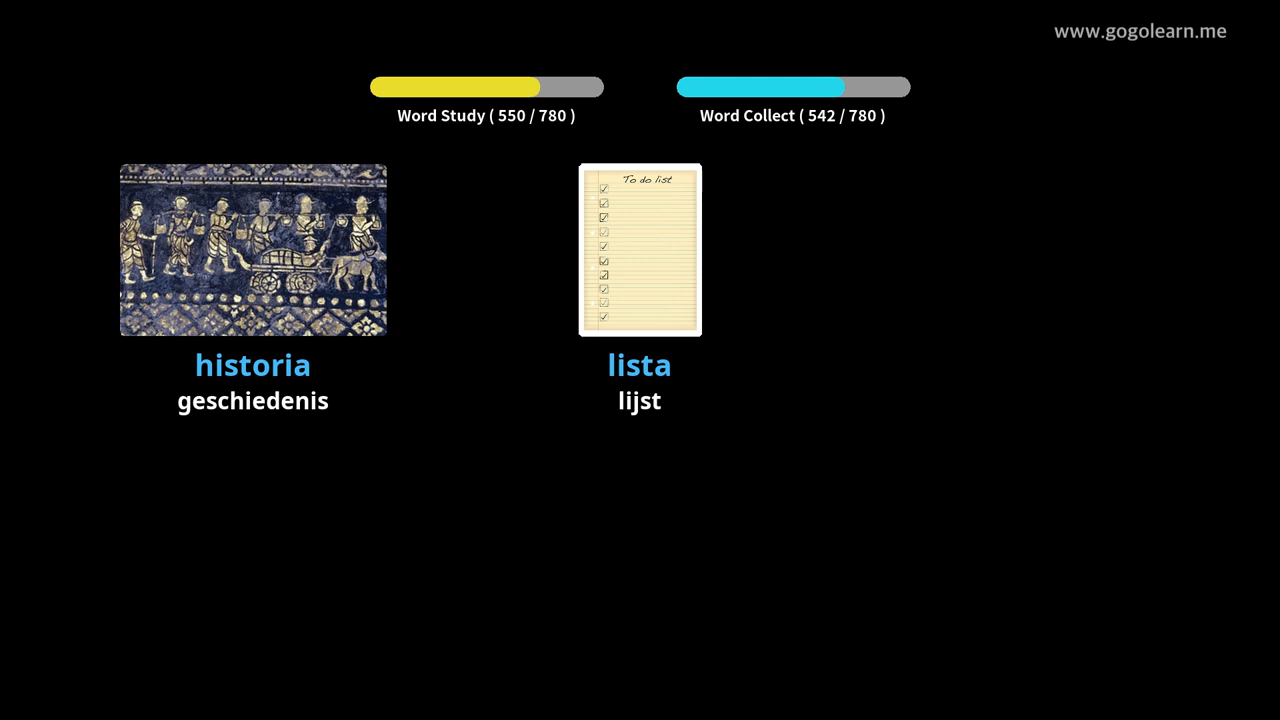 www.gogolearn.me
Word Study ( 550 / 780 )
Word Collect ( 542 / 780 )
To do list
historia
lista
geschiedenis
lijst